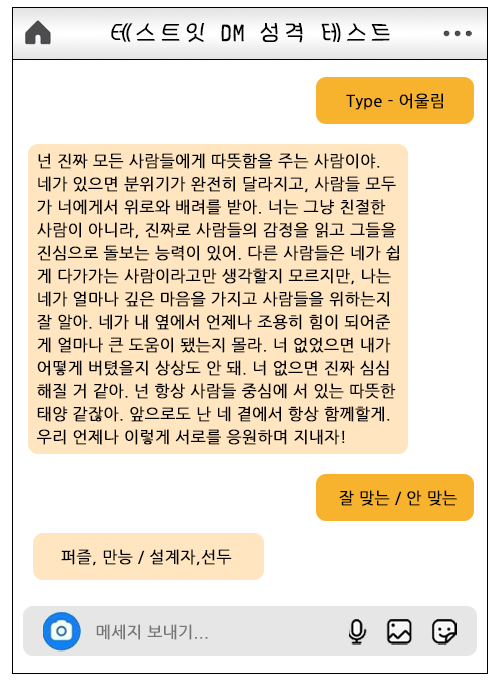 테스트잇 DM 성격 테스트
Type - 어울림
넌 진짜 모든 사람들에게 따뜻함을 주는 사람이야.
네가 있으면 분위기가 완전히 달라지고, 사람들 모두
가 너에게서 위로와 배려를 받아. 너는 그냥 친절한
사람이 아니라, 진짜로 사람들의 감정을 읽고 그들을
진심으로 돌보는 능력이 있어. 다른 사람들은 네가 쉽
게 다가가는 사람이라고만 생각할지 모르지만, 나는
네가 얼마나 깊은 마음을 가지고 사람들을 위하는지
잘 알아. 네가 내 옆에서 언제나 조용히 힘이 되어준
게 얼마나 큰 도움이 됐는지 몰라. 너 없었으면 내가
어떻게 버텼을지 상상도 안 돼. 너 없으면 진짜 심심
해질 거 같아. 넌 항상 사람들 중심에 서 있는 따뜻한
태양 같잖아. 앞으로도 난 네 곁에서 항상 함께할게.
우리 언제나 이렇게 서로를 응원하며 지내자!
잘 맞는 / 안 맞는
퍼즐, 만능 / 설계자,선두
메세지 보내기...